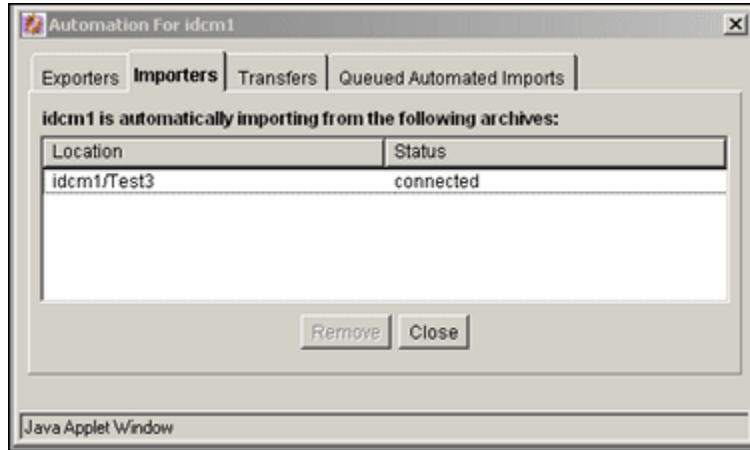 Automation For idcm1
Exporters Importers Transfers Queued Automated Imports
idcm1 is automatically importing from the following archives:
Location Status
idcm1/Test3 connected
Remove Close
Java Applet Window